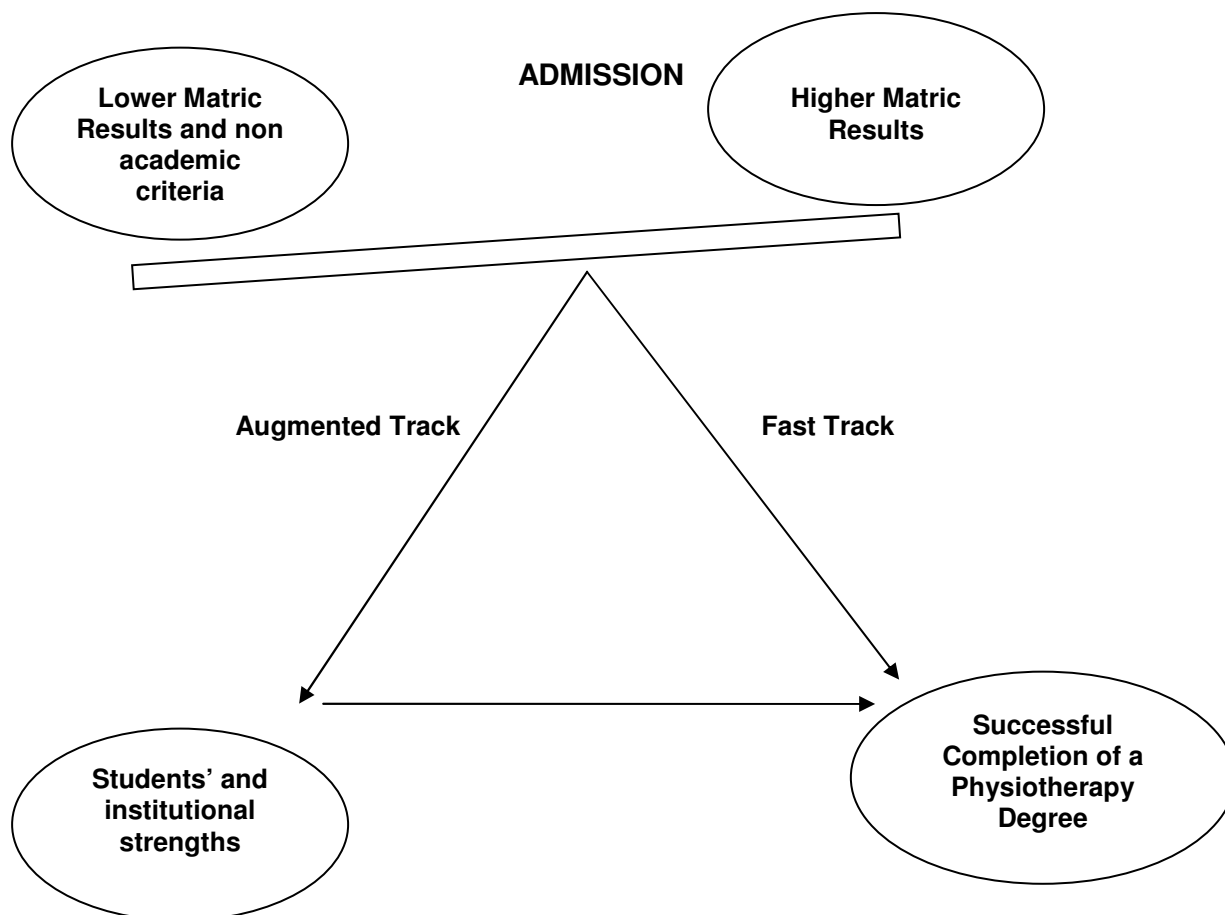 ADMISSION
Lower Matric
Results and non
academic
criteria
Higher Matric
Results
Augmented Track
Fast Track
Students’ and
institutional
strengths
Successful
Completion of a
Physiotherapy
Degree